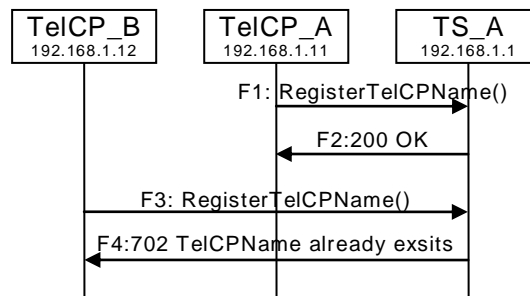 TelCP_B
192.168.1.12
TelCP_A
192.168.1.11
TS_A
192.168.1.1
F1: RegisterTelCPName()
F2:200 OK
F3: RegisterTelCPName()
F4:702 TelCPName already exsits